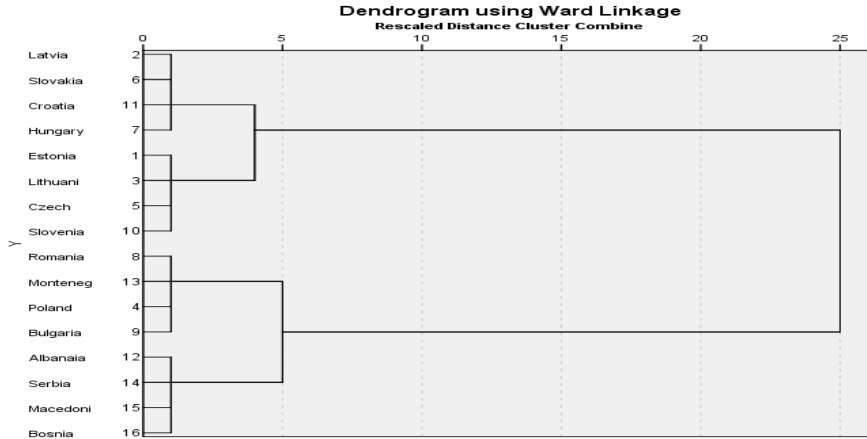 Dendrogram using Ward Linkage
Rescaled Distance Cluster Combine
0 5 10 15 20 25
Latvia 2
Slovakia 6
Croatia 11
Hungary 7
Estonia 1
Lithuani 3
Czech 5
Slovenia 10
Y
Romania 8
Monteneg 13
Poland 4
Bulgaria 9
Albanaia 12
Serbia 14
Macedoni 15
Bosnia 16